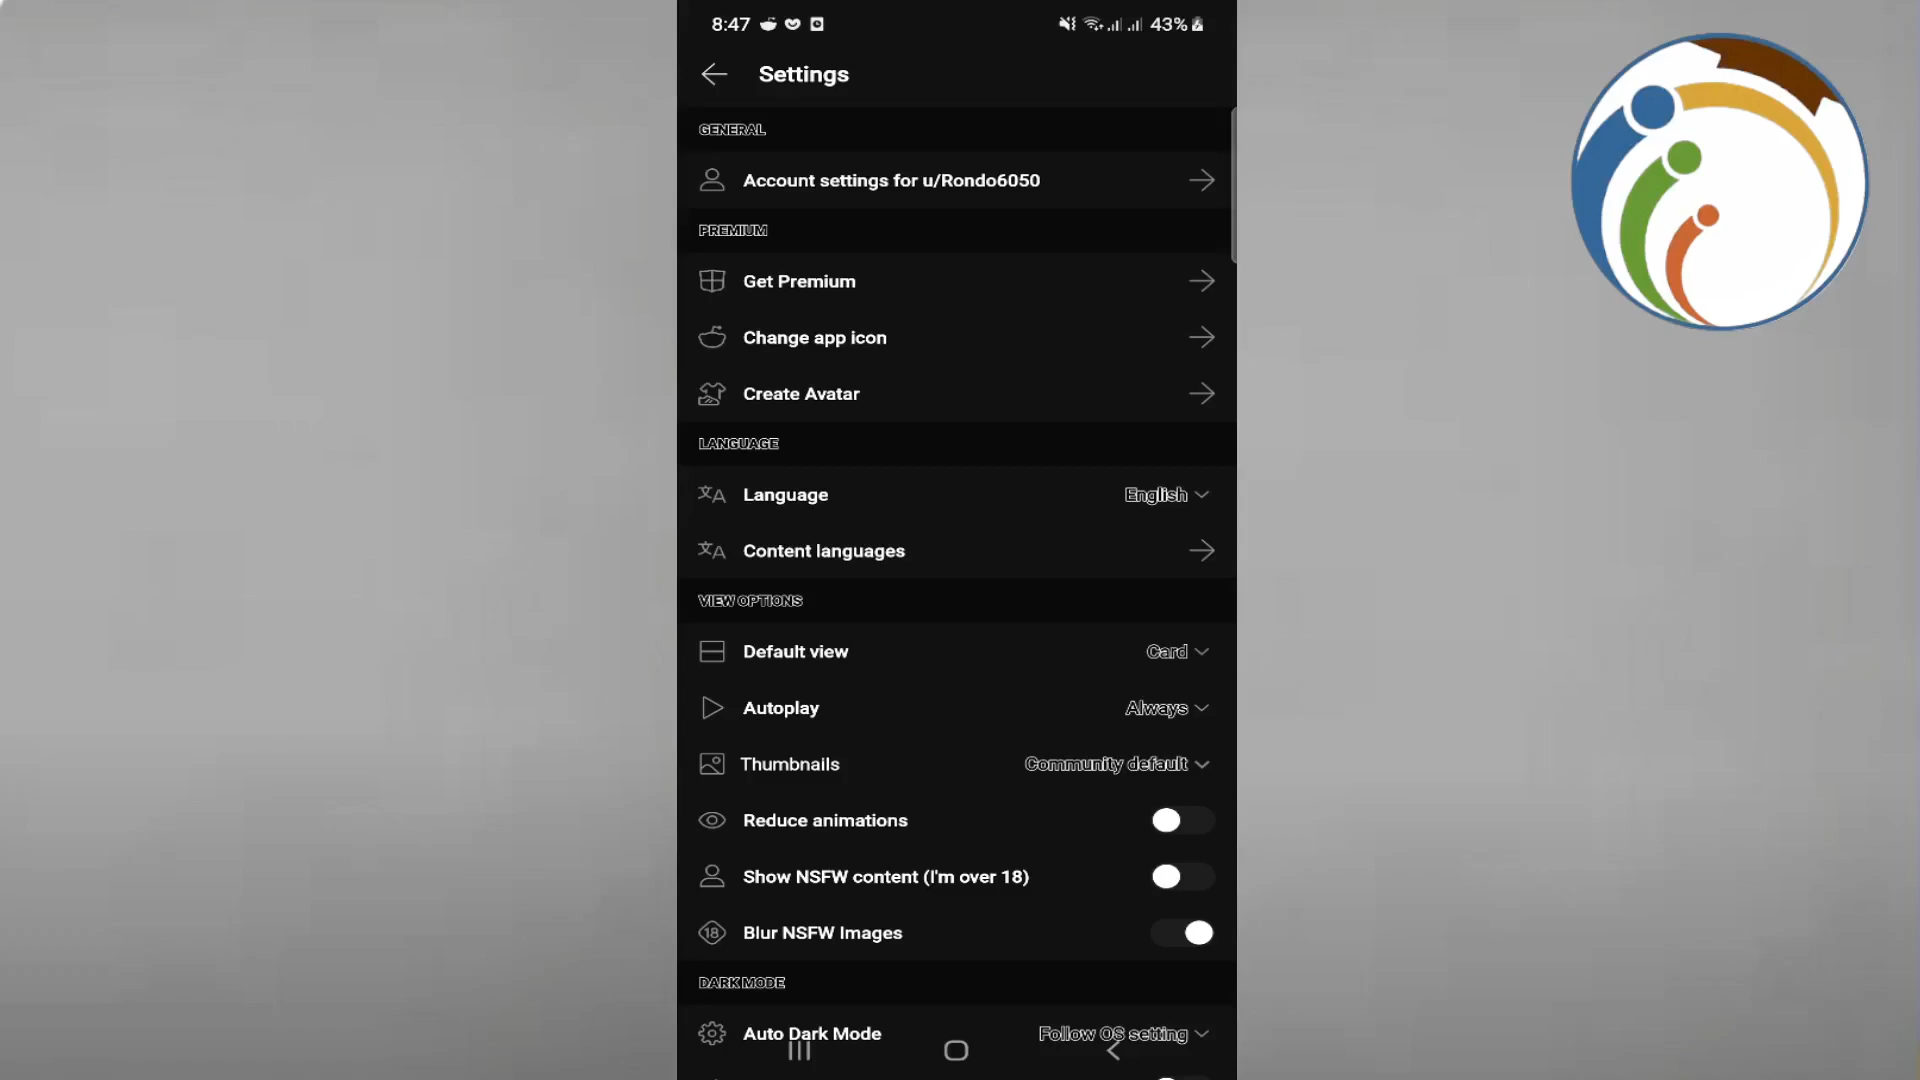 8:47 43%
Settings
GENERAL
Account settings for u/Rondo6050
PREMIUM
Get Premium
Change app icon
Create Avatar
LANGUAGE
Language English
Content languages
VIEW OPTIONS
Default view Card
Autoplay Always
Thumbnails Community default
Reduce animations
Show NSFW content (I'm over 18)
18 Blur NSFW Images
DARK MODE
Auto Dark Mode Follow OS setting